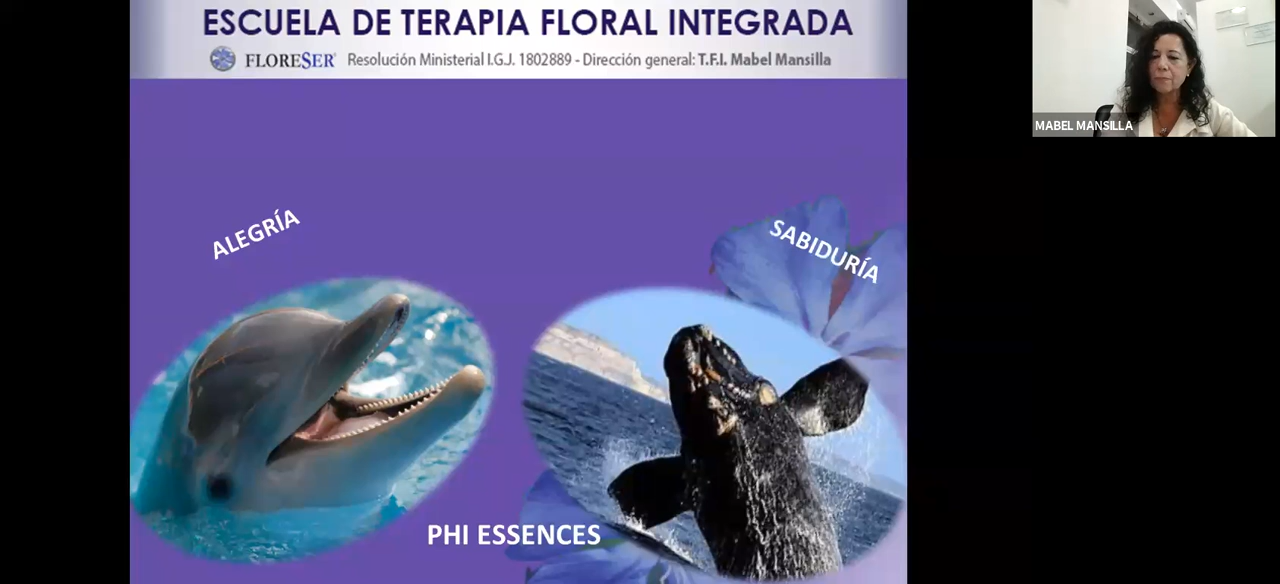 ESCUELA DE TERAPIA FLORAL INTEGRADA
FLORESER Resolución Ministerial I.G.J. 1802889 - Dirección general: T.F.I. Mabel Mansilla
MABEL MANSILLA
ALEGRÍA
SABIDURÍA
PHI ESSENCES